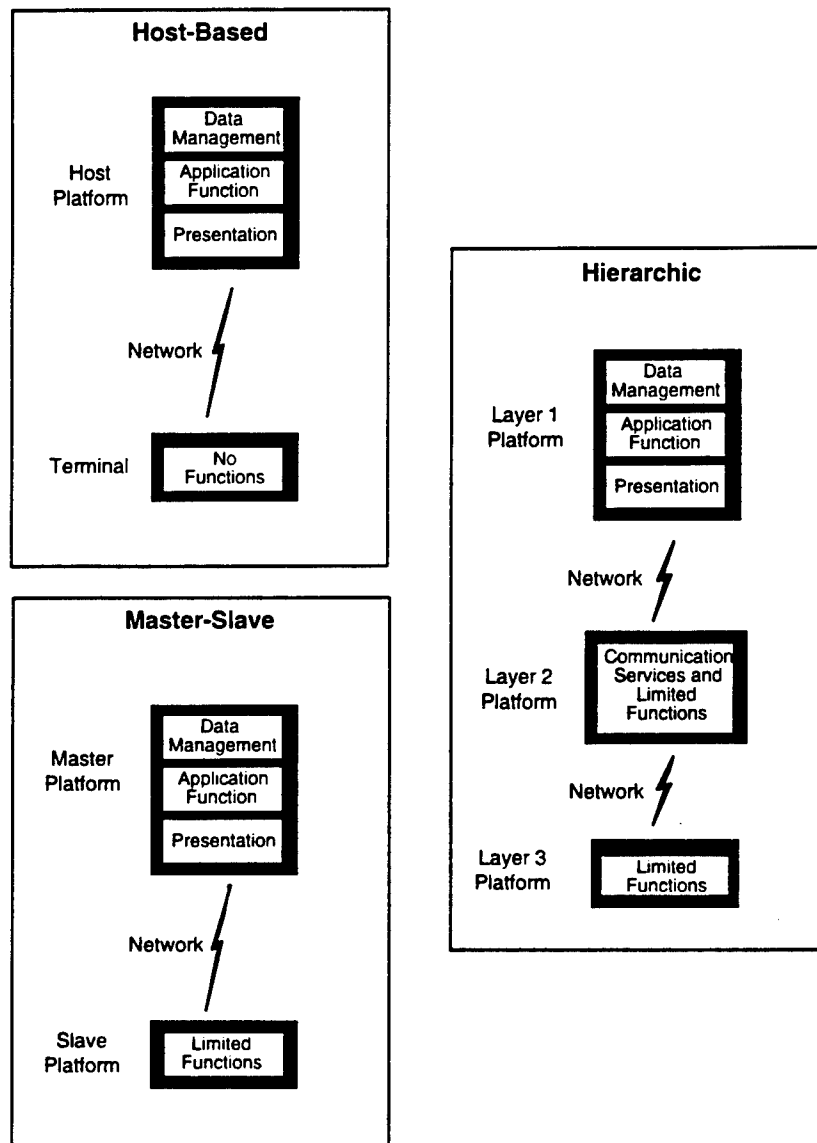 Host-Based
Host
Platform
Data
Management
Application
Function
Presentation
Network
Terminal
No
Functions
Master-Slave
Master
Platform
Data
Management
Application
Function
Presentation
Network
Slave
Platform
Limited
Functions
Hierarchic
Layer 1
Platform
Data
Management
Application
Function
Presentation
Network
Layer 2
Platform
Communication
Services and
Limited
Functions
Network
Layer 3
Platform
Limited
Functions